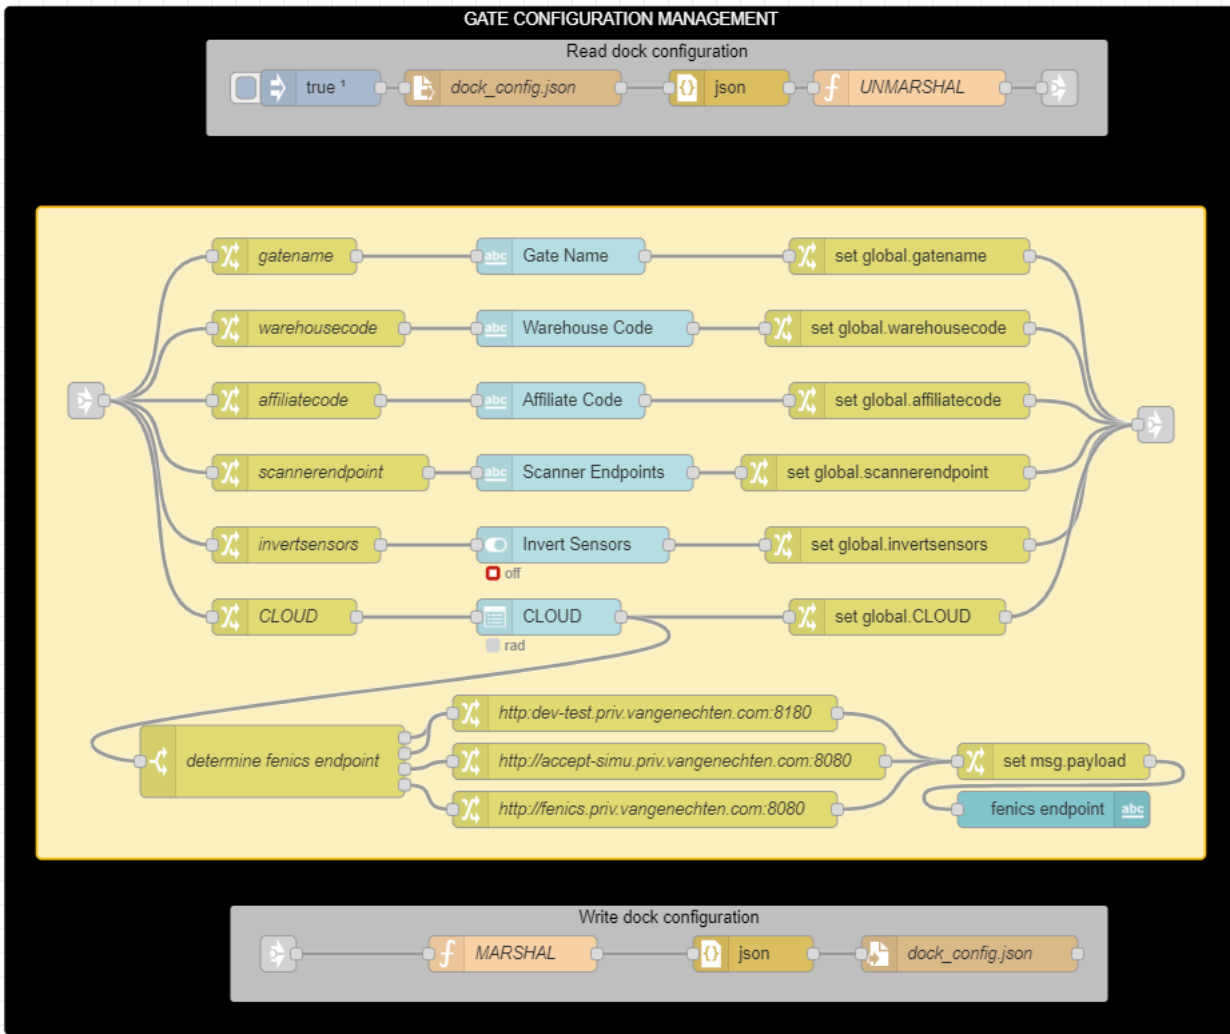 GATE CONFIGURATION MANAGEMENT
Read dock configuration
true ¹
dock_config.json
json
UNMARSHAL
gatename
abc
Gate Name
set global.gatename
warehousecode
abc
Warehouse Code
set global.warehousecode
affiliatecode
abc
Affiliate Code
set global.affiliatecode
scannerendpoint
abc
Scanner Endpoints
set global.scannerendpoint
invertsensors
Invert Sensors
set global.invertsensors
off
CLOUD
CLOUD
set global.CLOUD
rad
determine fenics endpoint
http:dev-test.priv.vangenechten.com:8180
http://accept-simu.priv.vangenechten.com:8080
http://fenics.priv.vangenechten.com:8080
set msg.payload
fenics endpoint
abc
Write dock configuration
MARSHAL
json
dock_config.json